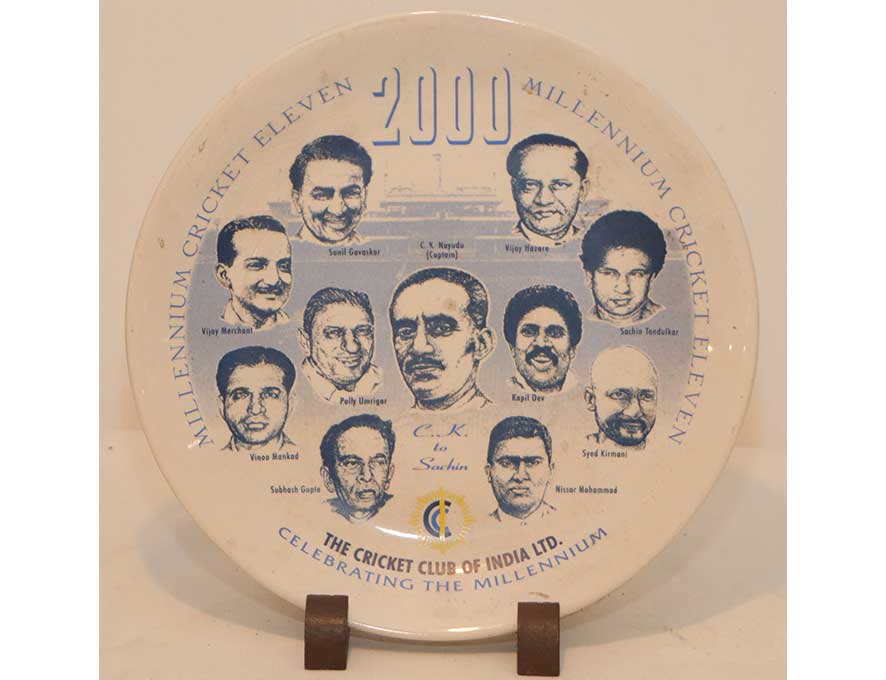 2000
MILLENNIUM CRICKET ELEVEN
MILLENNIUM CRICKET ELEVEN
Sunil Gavaskar
C. K. Nayudu
(Captain)
Vijay Hazare
Vijay Merchant
Sachin Tendulkar
Polly Umrigar
Kapil Dev
Vinoo Mankad
C.K.
to
Sachin
Syed Kirmani
Subhash Gupte
Nissar Mohammad
THE CRICKET CLUB OF INDIA LTD.
CELEBRATING THE MILLENNIUM